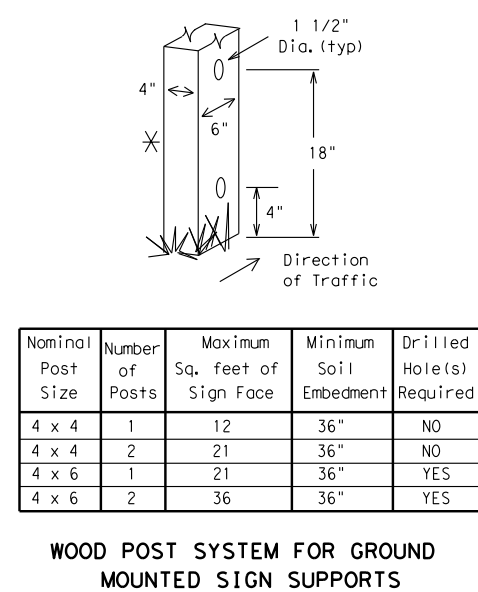 1 1/2"
Dia.(typ)
4"
6"
18"
4"
Direction
of Traffic
Nominal Post Size | Number of Posts | Maximum Sq. feet of Sign Face | Minimum Soil Embedment | Drilled Hole(s) Required
4 x 4 | 1 | 12 | 36" | NO
4 x 4 | 2 | 21 | 36" | NO
4 x 6 | 1 | 21 | 36" | YES
4 x 6 | 2 | 36 | 36" | YES
WOOD POST SYSTEM FOR GROUND
MOUNTED SIGN SUPPORTS